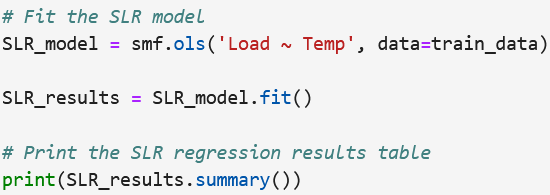 # Fit the SLR model
SLR_model = smf.ols('Load ~ Temp', data=train_data)
SLR_results = SLR_model.fit()
# Print the SLR regression results table
print(SLR_results.summary())